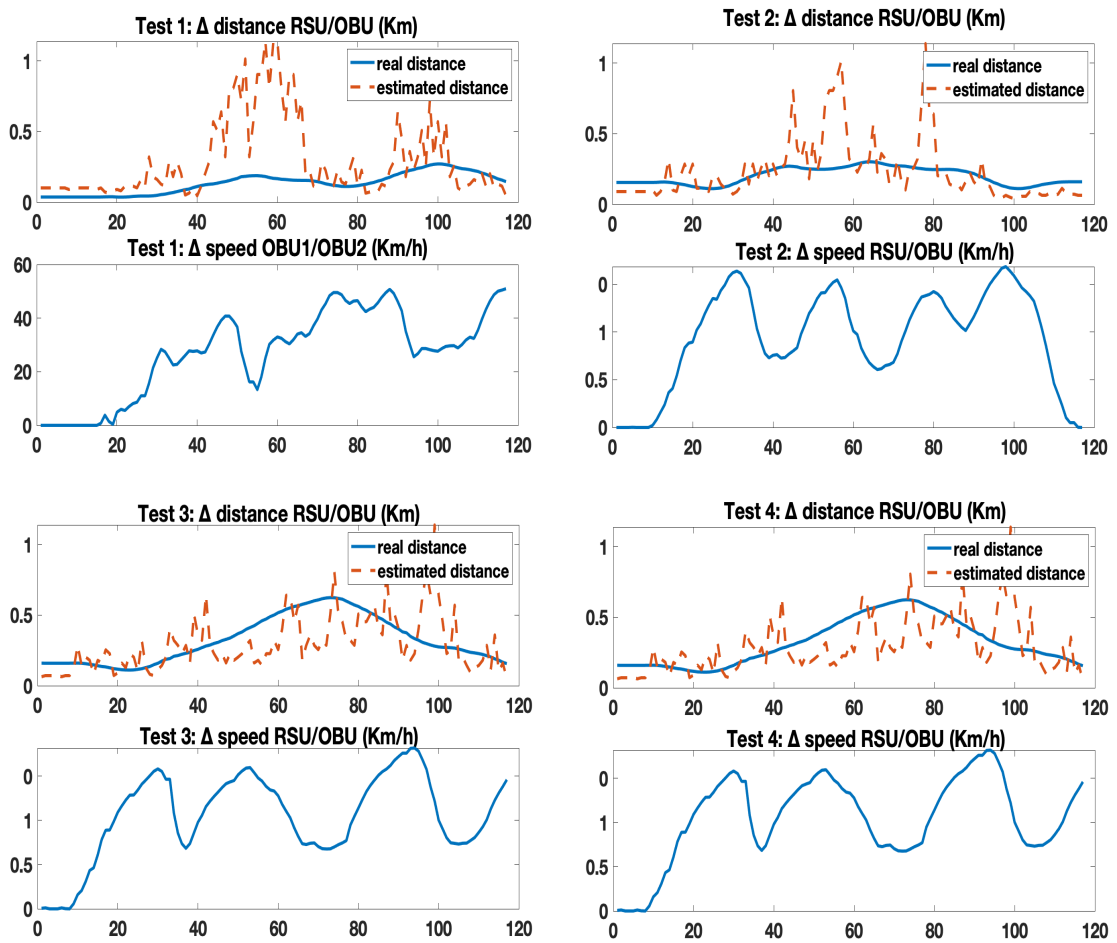 Test 1: Δ distance RSU/OBU (Km)
1
0.5
0
real distance
estimated distance
0 20 40 60 80 100 120
Test 2: Δ distance RSU/OBU (Km)
1
0.5
0
real distance
estimated distance
0 20 40 60 80 100 120
Test 1: Δ speed OBU1/OBU2 (Km/h)
60
40
20
0
0 20 40 60 80 100 120
Test 2: Δ speed RSU/OBU (Km/h)
0
1
0.5
0
0 20 40 60 80 100 120
Test 3: Δ distance RSU/OBU (Km)
1
0.5
0
real distance
estimated distance
0 20 40 60 80 100 120
Test 4: Δ distance RSU/OBU (Km)
1
0.5
0
real distance
estimated distance
0 20 40 60 80 100 120
Test 3: Δ speed RSU/OBU (Km/h)
0
1
0.5
0
0 20 40 60 80 100 120
Test 4: Δ speed RSU/OBU (Km/h)
0
1
0.5
0
0 20 40 60 80 100 120